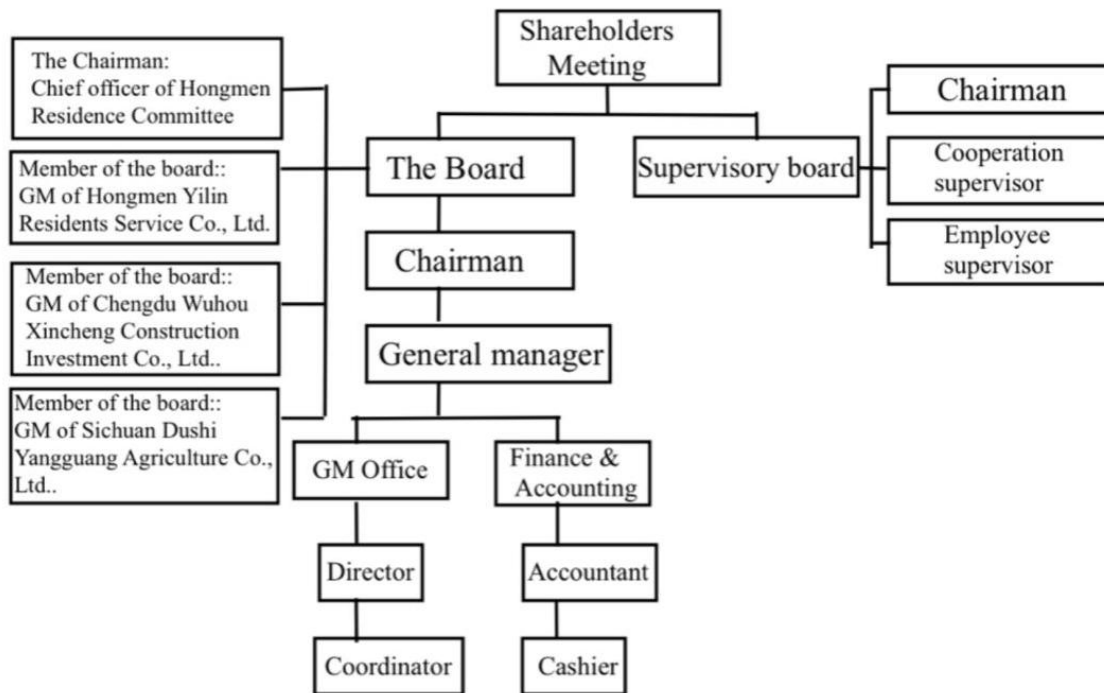 Shareholders
Meeting
The Chairman:
Chief officer of Hongmen
Residence Committee
Chairman
The Board
Supervisory board
Cooperation
supervisor
Member of the board::
GM of Hongmen Yilin
Residents Service Co., Ltd.
Employee
supervisor
Chairman
Member of the board::
GM of Chengdu Wuhou
Xincheng Construction
Investment Co., Ltd..
General manager
Member of the board::
GM of Sichuan Dushi
Yangguang Agriculture Co.,
Ltd..
GM Office
Finance &
Accounting
Director
Accountant
Coordinator
Cashier